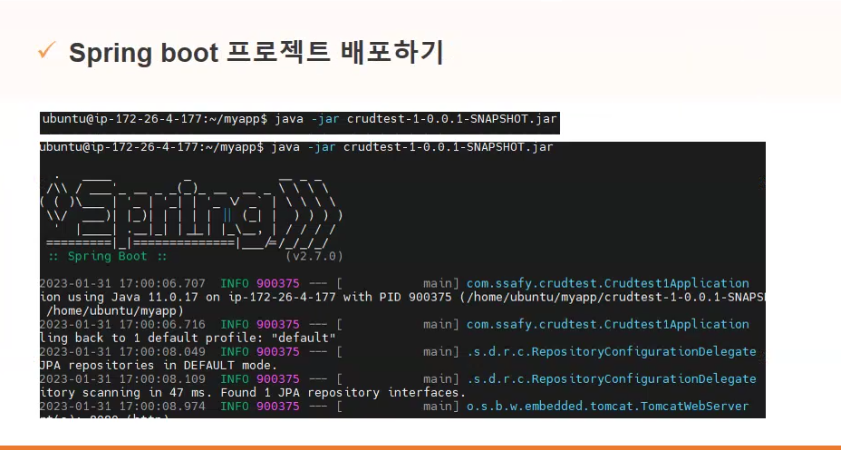 Spring boot 프로젝트 배포하기
ubuntu@ip-172-26-4-177:~/myapp$ java -jar crudtest-1-0.0.1-SNAPSHOT.jar
ubuntu@ip-172-26-4-177:~/myapp$ java -jar crudtest-1-0.0.1-SNAPSHOT.jar
:: Spring Boot :: (v2.7.0)
2023-01-31 17:00:06.707 INFO 900375 --- [ main] com.ssafy.crudtest.Crudtest1Application
ion using Java 11.0.17 on ip-172-26-4-177 with PID 900375 (/home/ubuntu/myapp/crudtest-1-0.0.1-SNAPS
/home/ubuntu/myapp)
2023-01-31 17:00:06.716 INFO 900375 --- [ main] com.ssafy.crudtest.Crudtest1Application
ling back to 1 default profile: "default"
2023-01-31 17:00:08.049 INFO 900375 --- [ main] .s.d.r.c.RepositoryConfigurationDelegate
JPA repositories in DEFAULT mode.
2023-01-31 17:00:08.109 INFO 900375 --- [ main] .s.d.r.c.RepositoryConfigurationDelegate
itory scanning in 47 ms. Found 1 JPA repository interfaces.
2023-01-31 17:00:08.974 INFO 900375 --- [ main] o.s.b.w.embedded.tomcat.TomcatWebServer